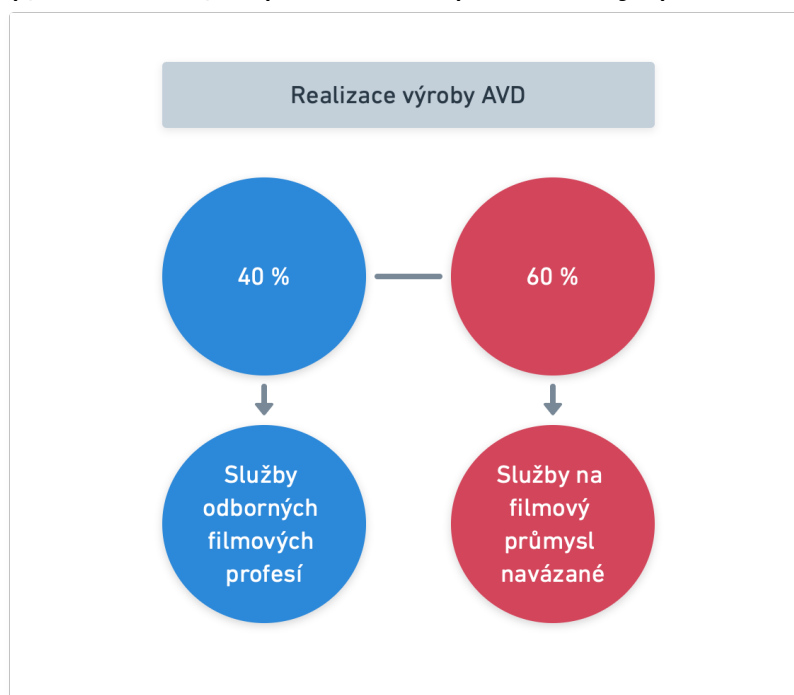 Realizace výroby AVD
40 %
60 %
Služby
odborných
filmových
profesí
Služby na
filmový
průmysl
navázané